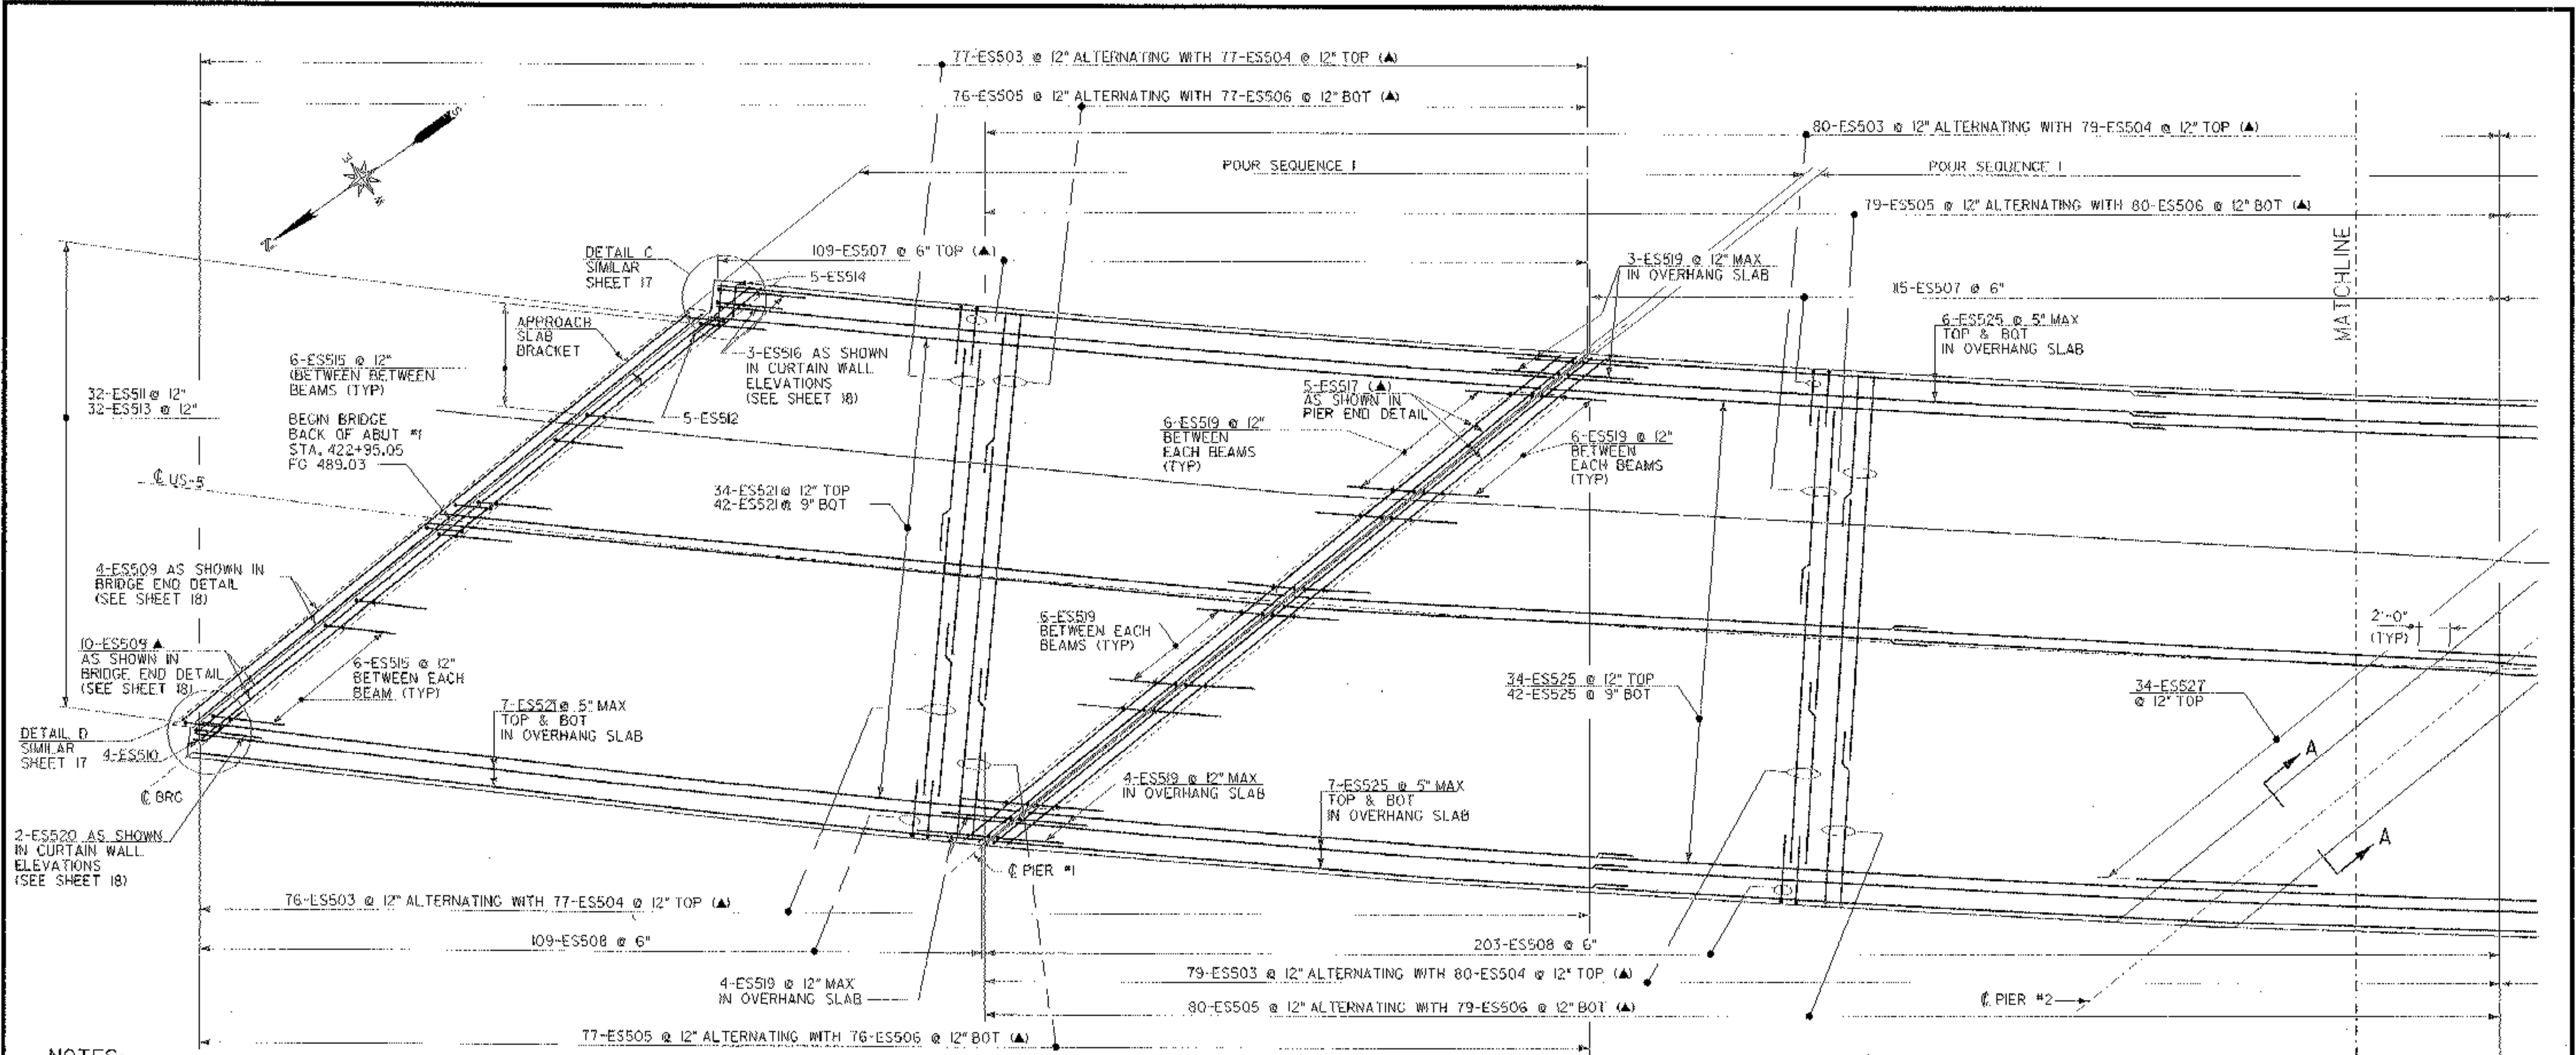 77-ES503 @ 12" ALTERNATING WITH 77-ES504 @ 12" TOP (▲)
76-ES505 @ 12" ALTERNATING WITH 77-ES506 @ 12" BOT (▲)
80-ES503 @ 12" ALTERNATING WITH 79-ES504 @ 12" TOP (▲)
POUR SEQUENCE 1
POUR SEQUENCE 1
79-ES505 @ 12" ALTERNATING WITH 80-ES506 @ 12" BOT (▲)
MATCHLINE
DETAIL C
SIMILAR
SHEET 17
109-ES507 @ 6" TOP (▲)
5-ES514
3-ES519 @ 12" MAX
IN OVERHANG SLAB
115-ES507 @ 6"
6-ES525 @ 5" MAX
TOP & BOT
IN OVERHANG SLAB
APPROACH
SLAB
BRACKET
6-ES515 @ 12"
(BETWEEN BETWEEN
BEAMS (TYP)
3-ES516 AS SHOWN
IN CURTAIN WALL
ELEVATIONS
(SEE SHEET 18)
5-ES512
32-ES511 @ 12"
32-ES513 @ 12"
BEGIN BRIDGE
BACK OF ABUT #1
STA. 422+95.05
FG 489.03
5-ES517 (▲)
AS SHOWN IN
PIER END DETAIL
6-ES519 @ 12"
BETWEEN
EACH BEAMS
(TYP)
6-ES519 @ 12"
BETWEEN
EACH BEAMS
(TYP)
℄ US-5
34-ES521 @ 12" TOP
42-ES521 @ 9" BOT
4-ES509 AS SHOWN IN
BRIDGE END DETAIL
(SEE SHEET 18)
10-ES509 ▲
AS SHOWN IN
BRIDGE END DETAIL
(SEE SHEET 18)
6-ES515 @ 12"
BETWEEN EACH
BEAM (TYP)
6-ES519
BETWEEN EACH
BEAMS (TYP)
2'-0"
(TYP)
34-ES525 @ 12" TOP
42-ES525 @ 9" BOT
34-ES527
@ 12" TOP
7-ES521 @ 5" MAX
TOP & BOT
IN OVERHANG SLAB
DETAIL D
SIMILAR
SHEET 17
4-ES510
℄ BRG
A
A
4-ES519 @ 12" MAX
IN OVERHANG SLAB
7-ES525 @ 5" MAX
TOP & BOT
IN OVERHANG SLAB
2-ES520 AS SHOWN
IN CURTAIN WALL
ELEVATIONS
(SEE SHEET 18)
℄ PIER #1
76-ES503 @ 12" ALTERNATING WITH 77-ES504 @ 12" TOP (▲)
109-ES508 @ 6"
203-ES508 @ 6"
4-ES519 @ 12" MAX
IN OVERHANG SLAB
79-ES503 @ 12" ALTERNATING WITH 80-ES504 @ 12" TOP (▲)
℄ PIER #2
80-ES505 @ 12" ALTERNATING WITH 79-ES506 @ 12" BOT (▲)
77-ES505 @ 12" ALTERNATING WITH 76-ES506 @ 12" BOT (▲)
NOTES